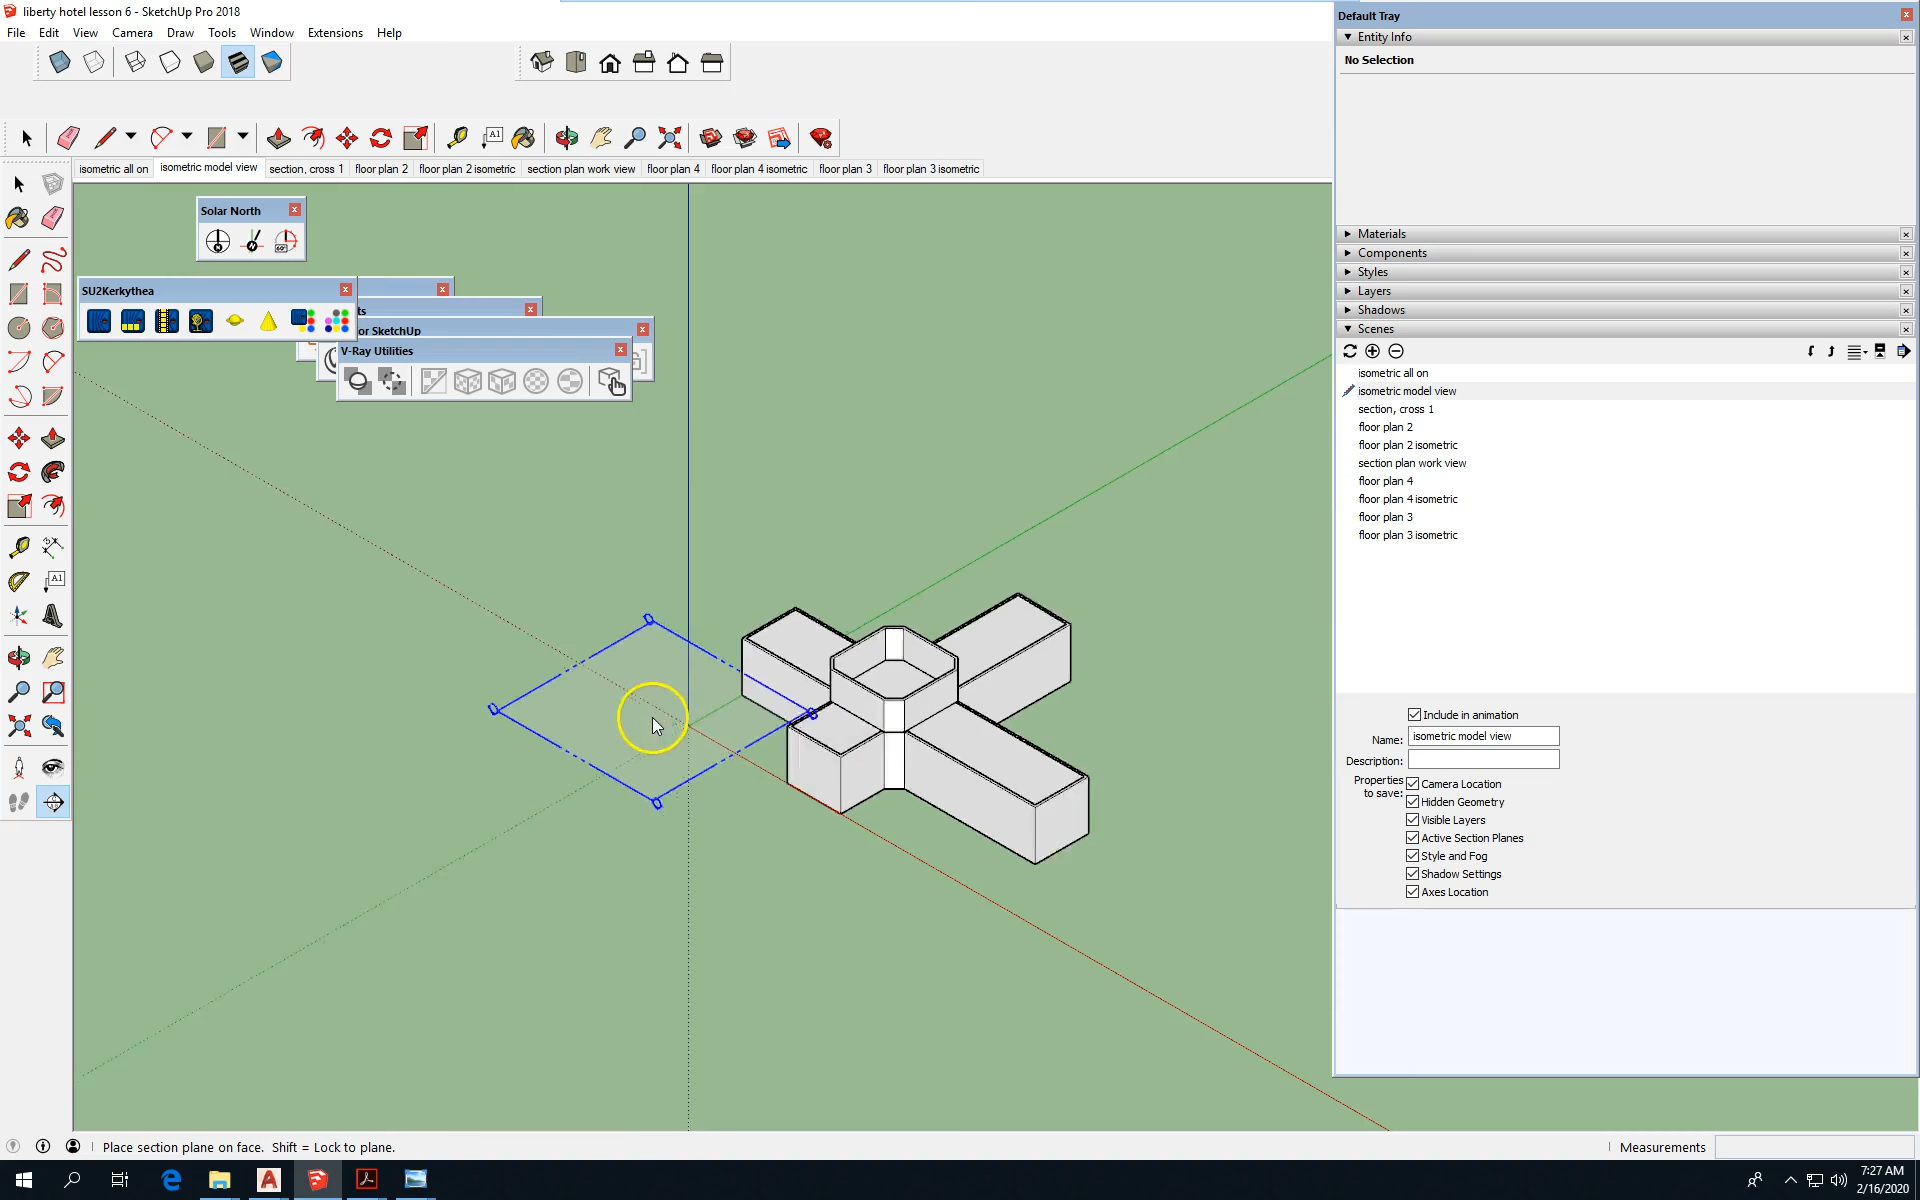 liberty hotel lesson 6 - SketchUp Pro 2018
File Edit View Camera Draw Tools Window Extensions Help
isometric all on isometric model view section, cross 1 floor plan 2 floor plan 2 isometric section plan work view floor plan 4 floor plan 4 isometric floor plan 3 floor plan 3 isometric
Solar North
SU2Kerkythea
ts
or SketchUp
V-Ray Utilities
Default Tray
Entity Info
No Selection
Materials
Components
Styles
Layers
Shadows
Scenes
isometric all on
isometric model view
section, cross 1
floor plan 2
floor plan 2 isometric
section plan work view
floor plan 4
floor plan 4 isometric
floor plan 3
floor plan 3 isometric
Include in animation
Name: isometric model view
Description:
Properties to save:
Camera Location
Hidden Geometry
Visible Layers
Active Section Planes
Style and Fog
Shadow Settings
Axes Location
Place section plane on face. Shift = Lock to plane.
Measurements
7:27 AM
2/16/2020